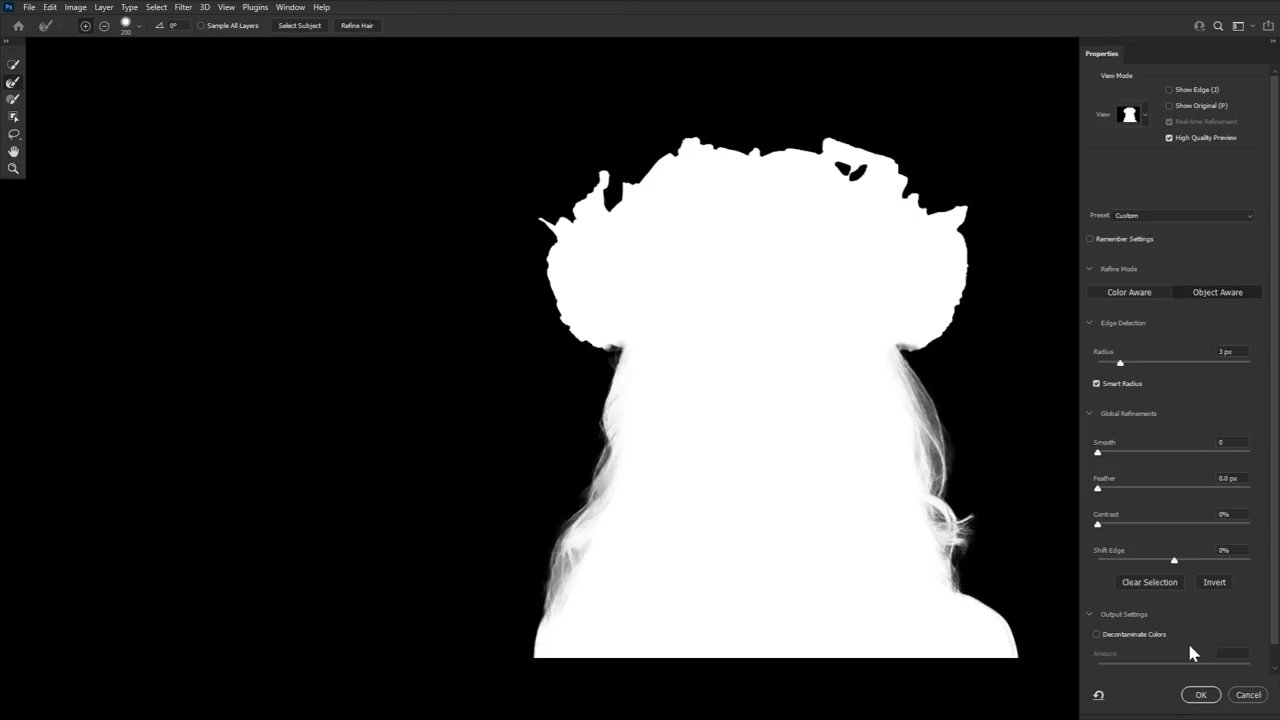 Ps File Edit Image Layer Type Select Filter 3D View Plugins Window Help
200 0° Sample All Layers Select Subject Refine Hair
Properties
View Mode
Show Edge (J)
Show Original (P)
View
Real-time Refinement
High Quality Preview
Preset: Custom
Remember Settings
Refine Mode
Color Aware Object Aware
Edge Detection
Radius 3 px
Smart Radius
Global Refinements
Smooth 0
Feather 0.0 px
Contrast 0%
Shift Edge 0%
Clear Selection Invert
Output Settings
Decontaminate Colors
Amount
OK Cancel